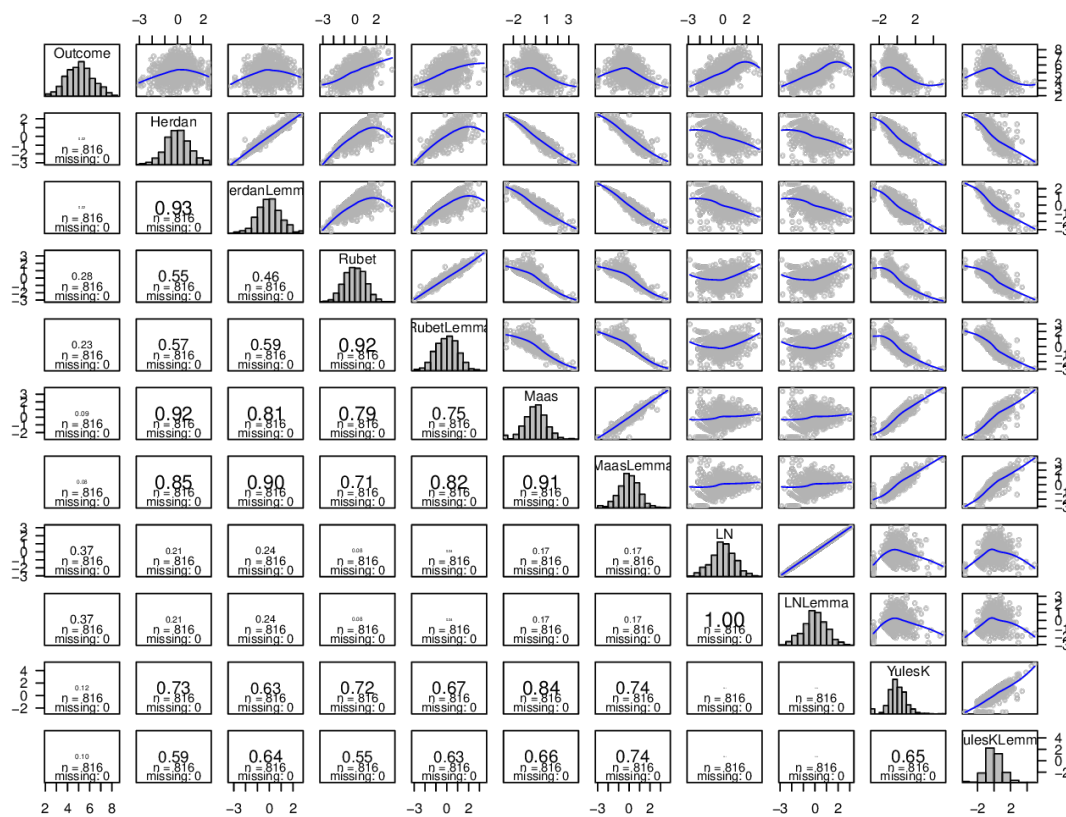 −3 0 2 −3 0 2 −2 1 3 −3 0 2 −2 2
Outcome
2 3 4 5 6 7 8
−3 −2 −1 0 1 2
Herdan
n = 816
missing: 0
erdanLemm
−3 −2 −1 0 1 2
0.93
n = 816 n = 816
missing: 0 missing: 0
−3 −2 −1 0 1 2 3
Rubet
0.28 0.55 0.46
n = 816 n = 816 n = 816
missing: 0 missing: 0 missing: 0
RubetLemma
−3 −2 −1 0 1 2 3
0.23 0.57 0.59 0.92
n = 816 n = 816 n = 816 n = 816
missing: 0 missing: 0 missing: 0 missing: 0
−2 0 1 2 3
Maas
0.09 0.92 0.81 0.79 0.75
n = 816 n = 816 n = 816 n = 816 n = 816
missing: 0 missing: 0 missing: 0 missing: 0 missing: 0
MaasLemma
0.85 0.90 0.71 0.82 0.91
n = 816 n = 816 n = 816 n = 816 n = 816 n = 816
missing: 0 missing: 0 missing: 0 missing: 0 missing: 0 missing: 0
−3 −2 −1 0 1 2 3
LN
0.37 0.21 0.24 0.17 0.17
n = 816 n = 816 n = 816 n = 816 n = 816 n = 816 n = 816
missing: 0 missing: 0 missing: 0 missing: 0 missing: 0 missing: 0 missing: 0
LNLemma
0.37 0.21 0.24 0.17 0.17 1.00
n = 816 n = 816 n = 816 n = 816 n = 816 n = 816 n = 816 n = 816
missing: 0 missing: 0 missing: 0 missing: 0 missing: 0 missing: 0 missing: 0 missing: 0
−2 0 2 4
YulesK
0.12 0.73 0.63 0.72 0.67 0.84 0.74
n = 816 n = 816 n = 816 n = 816 n = 816 n = 816 n = 816 n = 816 n = 816
missing: 0 missing: 0 missing: 0 missing: 0 missing: 0 missing: 0 missing: 0 missing: 0 missing: 0
ulesKLemm
−2 0 2 4
0.10 0.59 0.64 0.55 0.63 0.66 0.74 0.65
n = 816 n = 816 n = 816 n = 816 n = 816 n = 816 n = 816 n = 816 n = 816 n = 816
missing: 0 missing: 0 missing: 0 missing: 0 missing: 0 missing: 0 missing: 0 missing: 0 missing: 0 missing: 0
2 4 6 8 −3 0 2 −3 0 2 −2 1 3 −3 0 2 −2 2